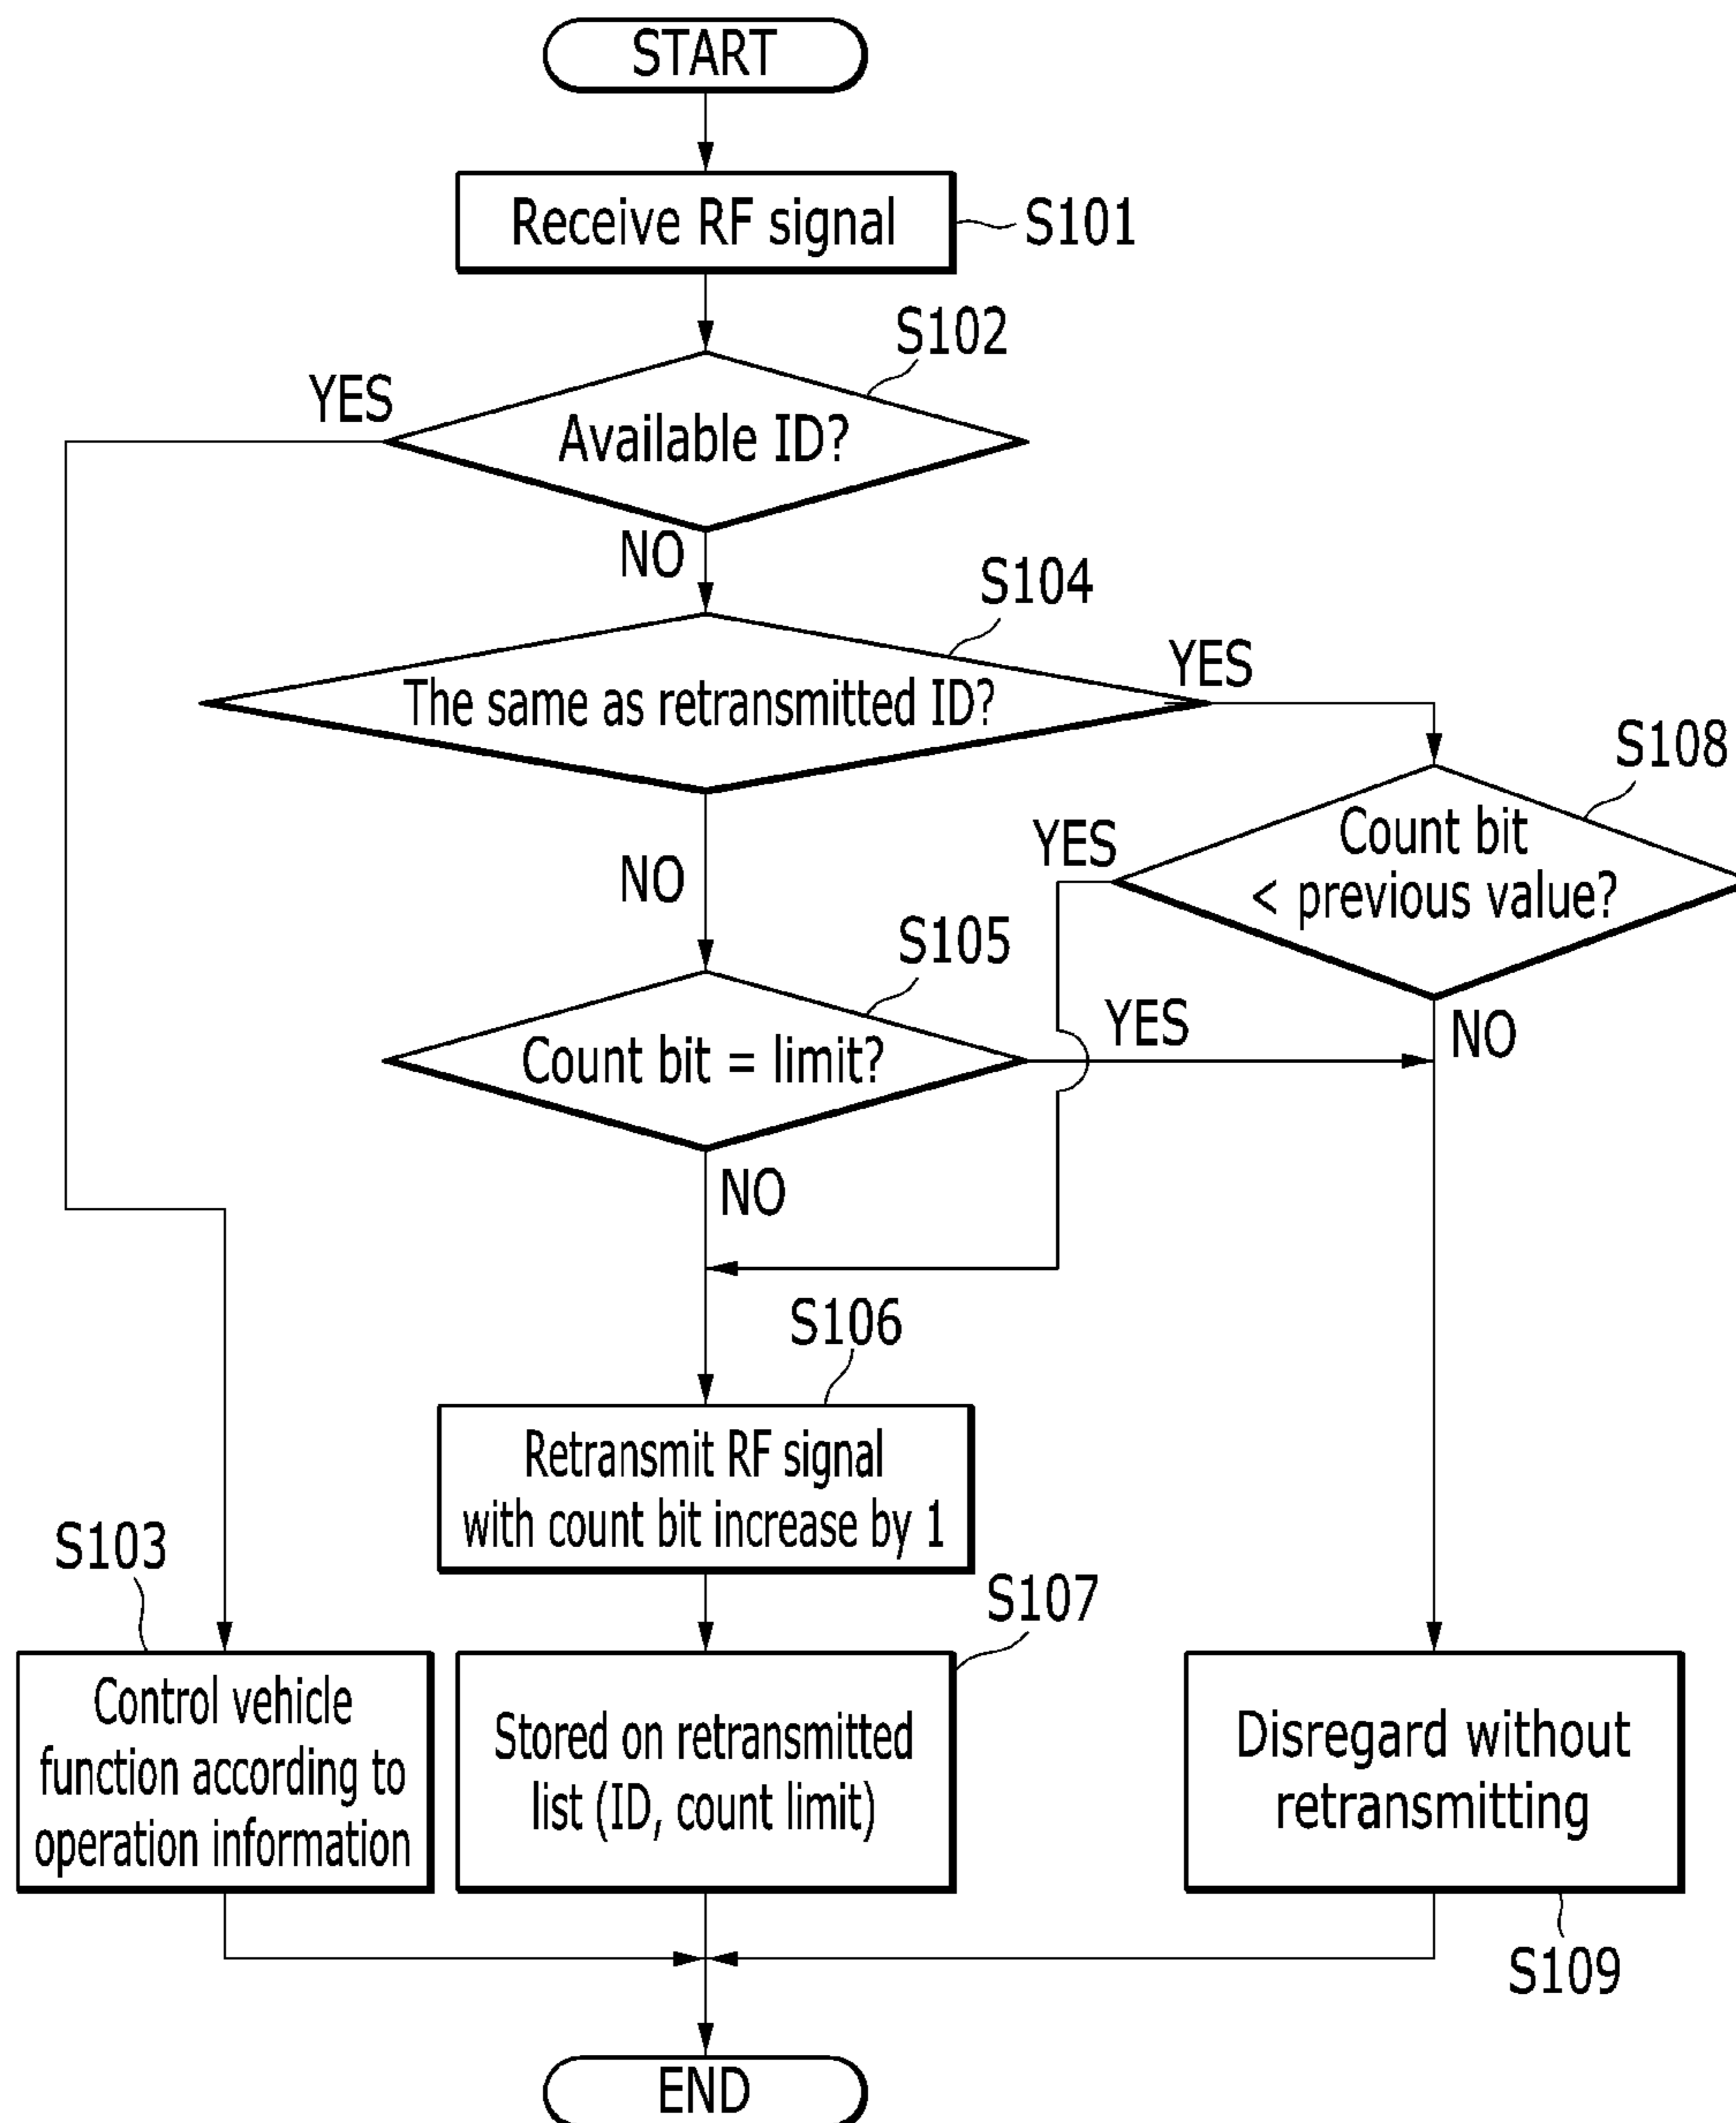 START
Receive RF signal
S101
S102
YES
Available ID?
NO
S104
YES
The same as retransmitted ID?
S108
Count bit
< previous value?
YES
NO
NO
S105
YES
Count bit = limit?
NO
S106
Retransmit RF signal
with count bit increase by 1
S103
S107
Control vehicle
function according to
operation information
Stored on retransmitted
list (ID, count limit)
Disregard without
retransmitting
S109
END